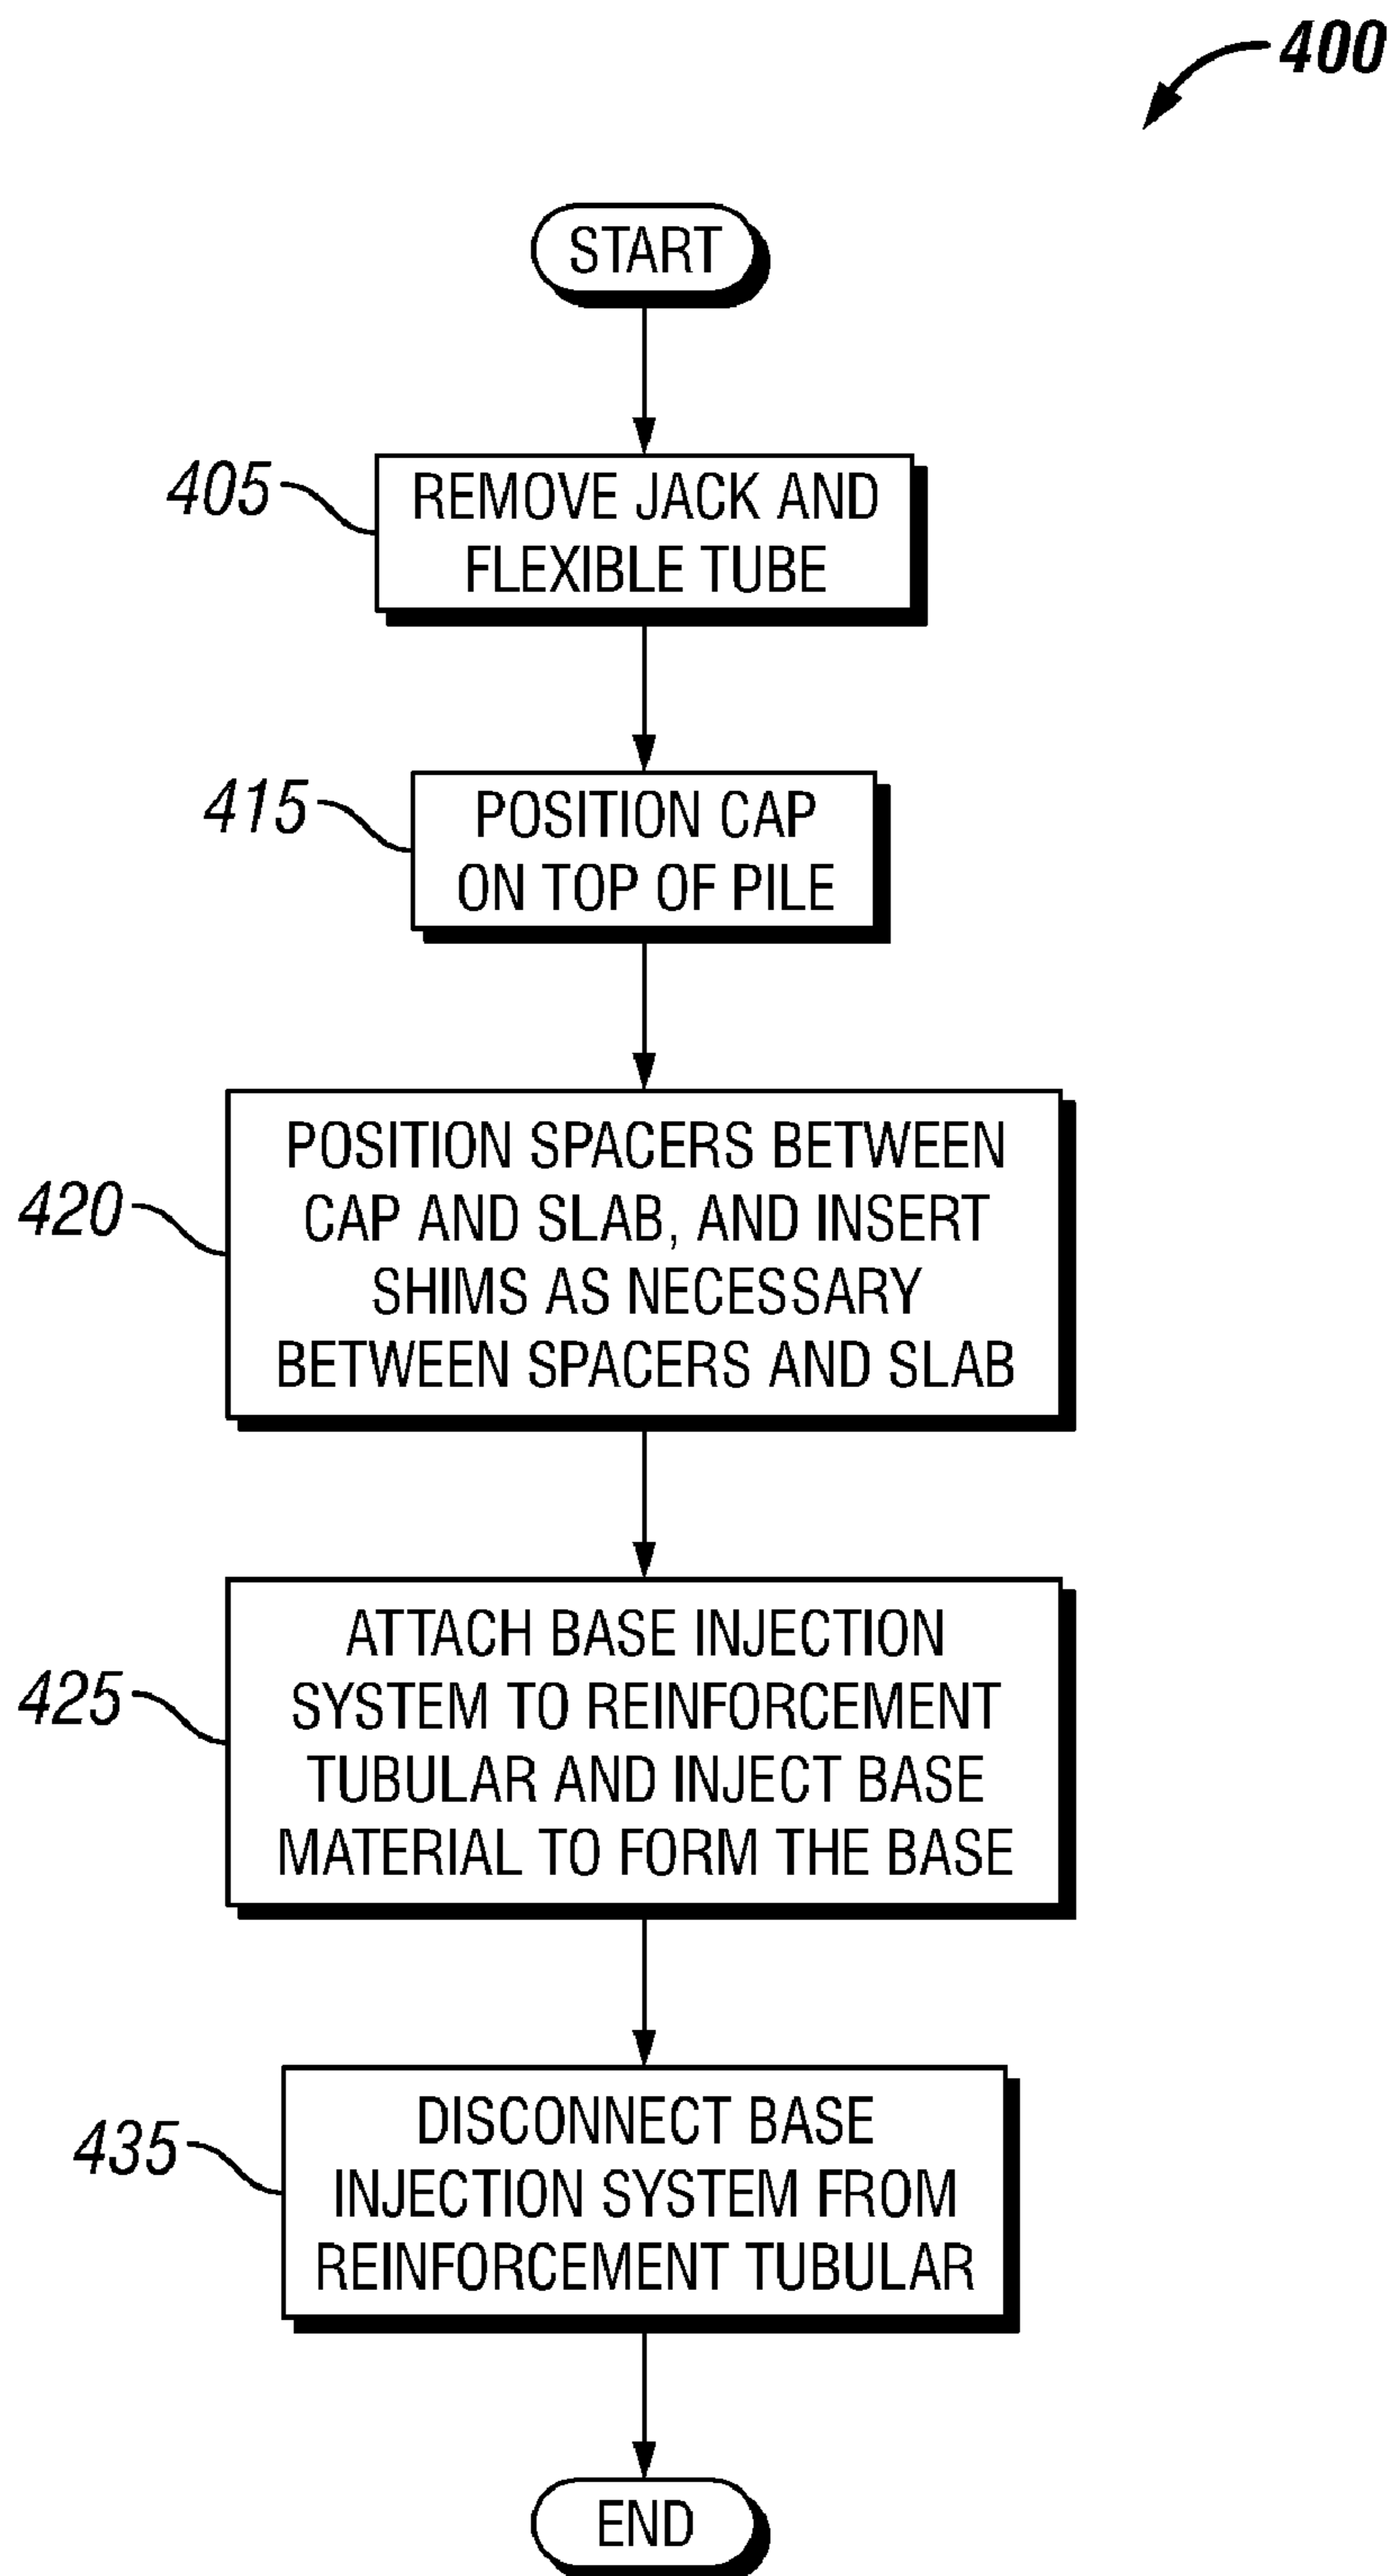 400
START
405
REMOVE JACK AND
FLEXIBLE TUBE
415
POSITION CAP
ON TOP OF PILE
420
POSITION SPACERS BETWEEN
CAP AND SLAB, AND INSERT
SHIMS AS NECESSARY
BETWEEN SPACERS AND SLAB
425
ATTACH BASE INJECTION
SYSTEM TO REINFORCEMENT
TUBULAR AND INJECT BASE
MATERIAL TO FORM THE BASE
435
DISCONNECT BASE
INJECTION SYSTEM FROM
REINFORCEMENT TUBULAR
END